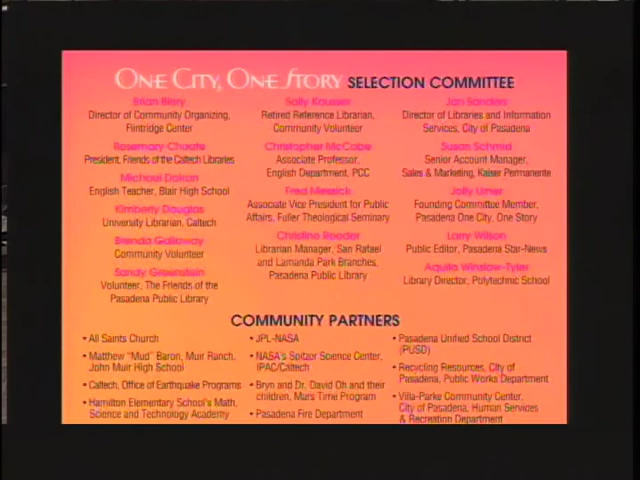 ONE CITY, ONE STORY SELECTION COMMITTEE
Brian Biery
Director of Community Organizing,
Flintridge Center
Rosemary Choate
President, Friends of the Caltech Libraries
Michael Dolran
English Teacher, Blair High School
Kimberly Douglas
University Librarian, Caltech
Brenda Galloway
Community Volunteer
Sandy Greenstein
Volunteer, The Friends of the
Pasadena Public Library
Sally Kausser
Retired Reference Librarian,
Community Volunteer
Christopher McCabe
Associate Professor,
English Department, PCC
Fred Messick
Associate Vice President for Public
Affairs, Fuller Theological Seminary
Christine Reeder
Librarian Manager, San Rafael
and Lamanda Park Branches,
Pasadena Public Library
Jan Sanders
Director of Libraries and Information
Services, City of Pasadena
Susan Schmid
Senior Account Manager,
Sales & Marketing, Kaiser Permanente
Jolly Urner
Founding Committee Member,
Pasadena One City, One Story
Larry Wilson
Public Editor, Pasadena Star-News
Winslow-Tyler
Library Director, Polytechnic School
COMMUNITY PARTNERS
• All Saints Church
• Matthew "Mud" Baron, Muir Ranch,
John Muir High School
• Caltech, Office of Earthquake Programs
• Hamilton Elementary School's Math,
Science and Technology Academy
• JPL-NASA
• NASA's Spitzer Science Center,
IPAC/Caltech
• Bryn and Dr. David Oh and their
children, Mars Time Program
• Pasadena Fire Department
• Pasadena Unified School District
(PUSD)
• Recycling Resources, City of
Pasadena, Public Works Department
• Villa-Parke Community Center,
City of Pasadena, Human Services
& Recreation Department